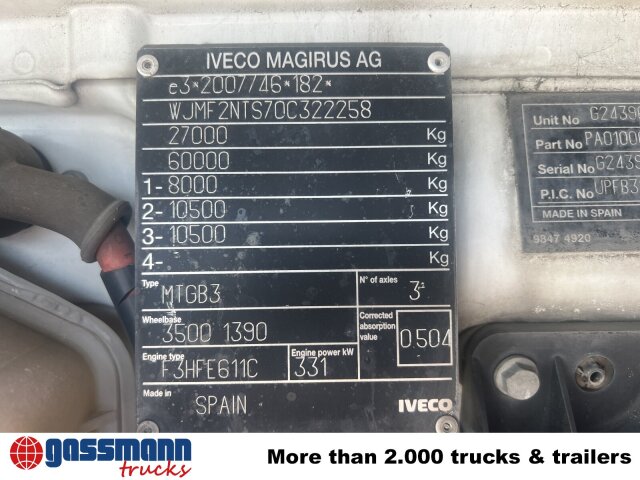 IVECO MAGIRUS AG
e3*2007/46*182*
WJMF2NTS70C322258
27000 Kg
60000 Kg
1-8000 Kg
2-10500 Kg
3-10500 Kg
4- Kg
Type MTGB3
N° of axles 3
Wheelbase 3500 1390
Corrected absorption value 0.504
Engine type F3HFE611C
Engine power kW 331
Made in SPAIN
IVECO
Unit No
Part No
Serial No
P.I.C. No
MADE IN SPAIN
9847 4920
gassmann trucks
More than 2.000 trucks & trailers